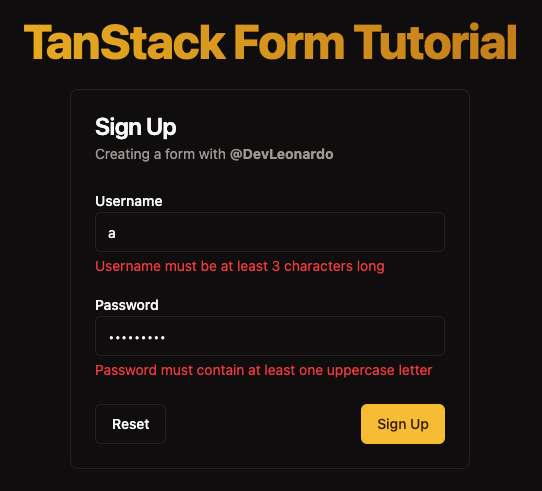 TanStack Form Tutorial
Sign Up
Creating a form with @DevLeonardo
Username
a
Username must be at least 3 characters long
Password
•••••••••
Password must contain at least one uppercase letter
Reset
Sign Up